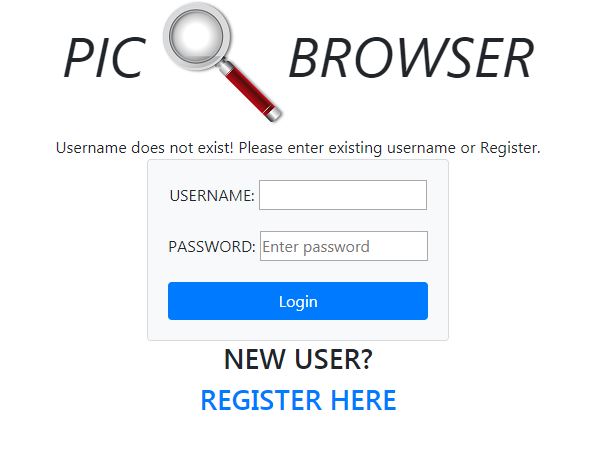 PIC BROWSER
Username does not exist! Please enter existing username or Register.
USERNAME:
PASSWORD: Enter password
Login
NEW USER?
REGISTER HERE